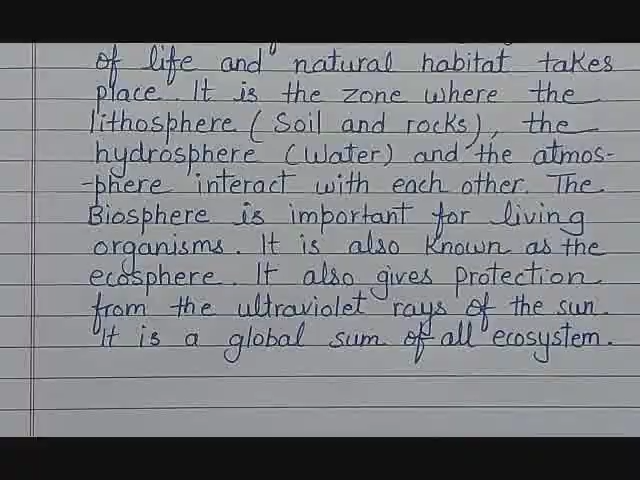 of life and natural habitat takes
place. It is the zone where the
lithosphere (Soil and rocks), the
hydrosphere (Water) and the atmos-
-phere interact with each other. The
Biosphere is important for living
organisms. It is also known as the
ecosphere. It also gives protection
from the ultraviolet rays of the sun.
It is a global sum of all ecosystem.